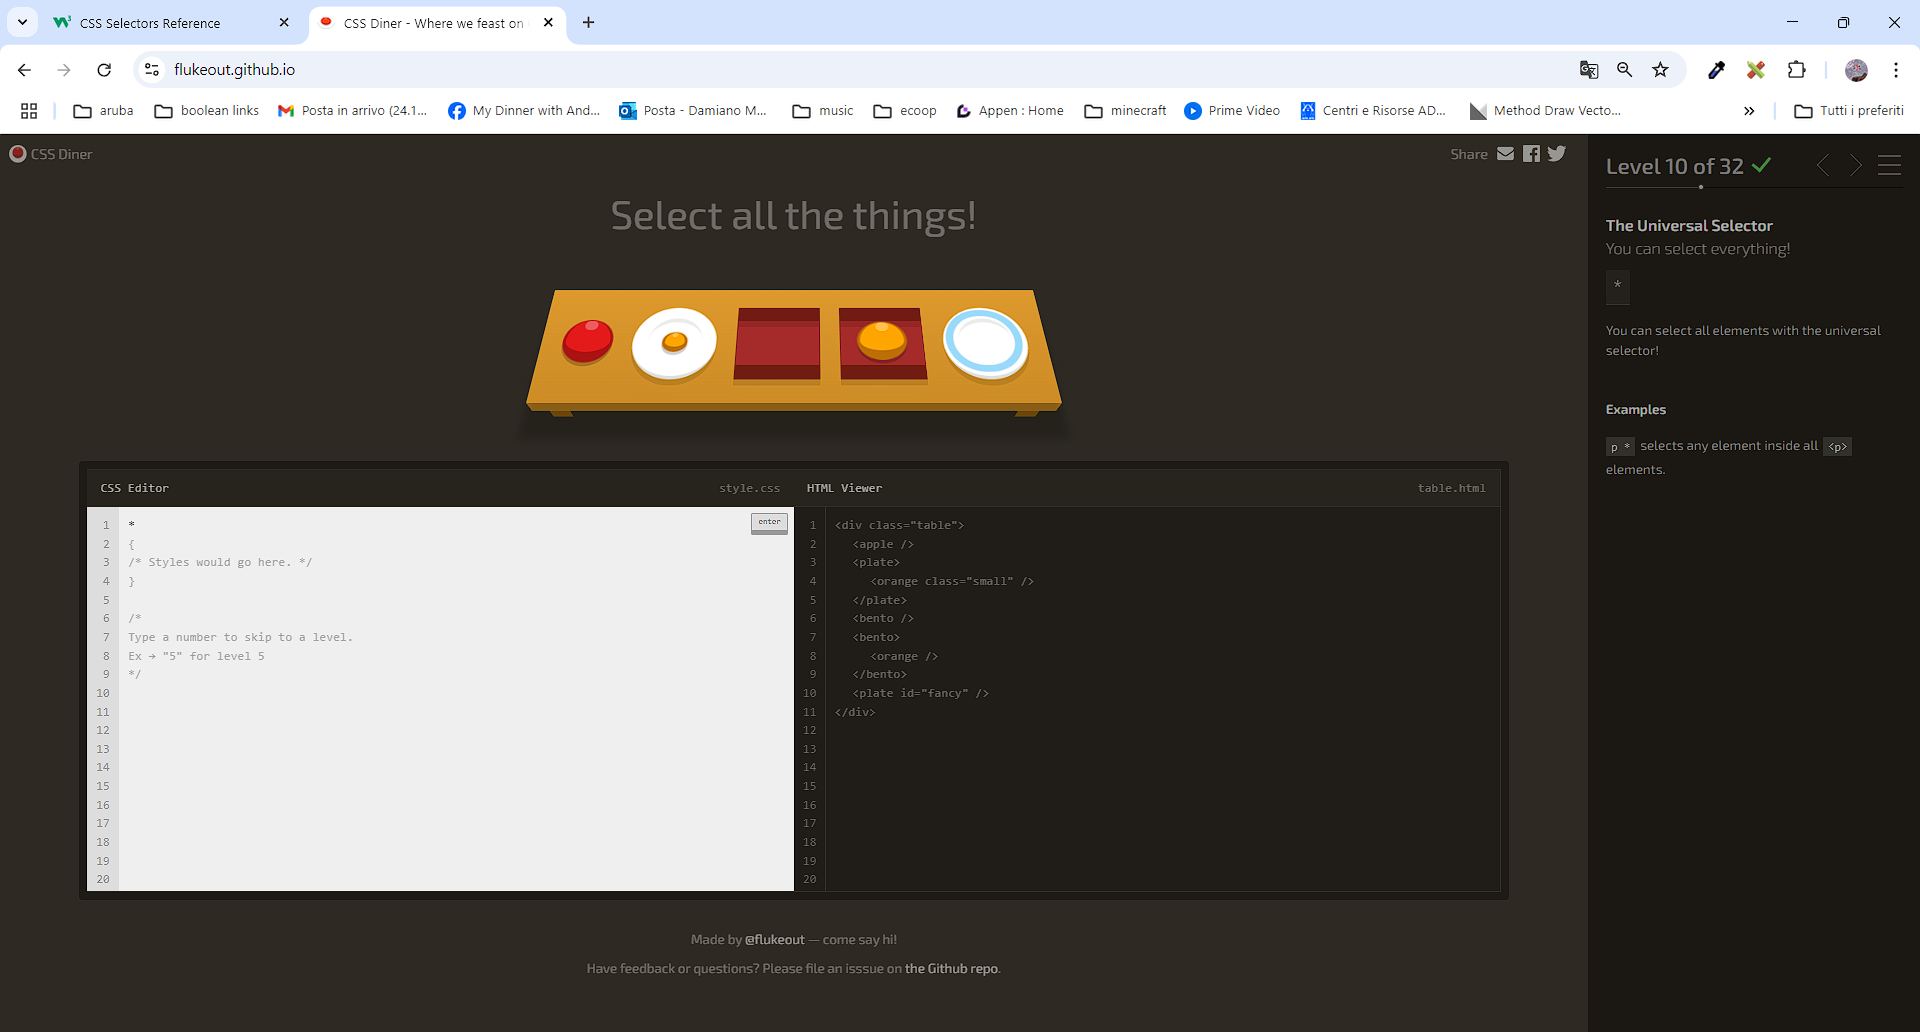 CSS Selectors Reference
CSS Diner - Where we feast on
flukeout.github.io
aruba
boolean links
Posta in arrivo (24.1...
My Dinner with And...
Posta - Damiano M...
music
ecoop
Appen : Home
minecraft
Prime Video
Centri e Risorse AD...
Method Draw Vecto...
»
Tutti i preferiti
CSS Diner
Share
Level 10 of 32
Select all the things!
The Universal Selector
You can select everything!
*
You can select all elements with the universal
selector!
Examples
p * selects any element inside all <p>
elements.
CSS Editor
style.css
1 *
2 {
3 /* Styles would go here. */
4 }
5
6 /*
7 Type a number to skip to a level.
8 Ex → "5" for level 5
9 */
10
11
12
13
14
15
16
17
18
19
20
enter
HTML Viewer
table.html
1 <div class="table">
2 <apple />
3 <plate>
4 <orange class="small" />
5 </plate>
6 <bento />
7 <bento>
8 <orange />
9 </bento>
10 <plate id="fancy" />
11 </div>
12
13
14
15
16
17
18
19
20
Made by @flukeout — come say hi!
Have feedback or questions? Please file an isssue on the Github repo.